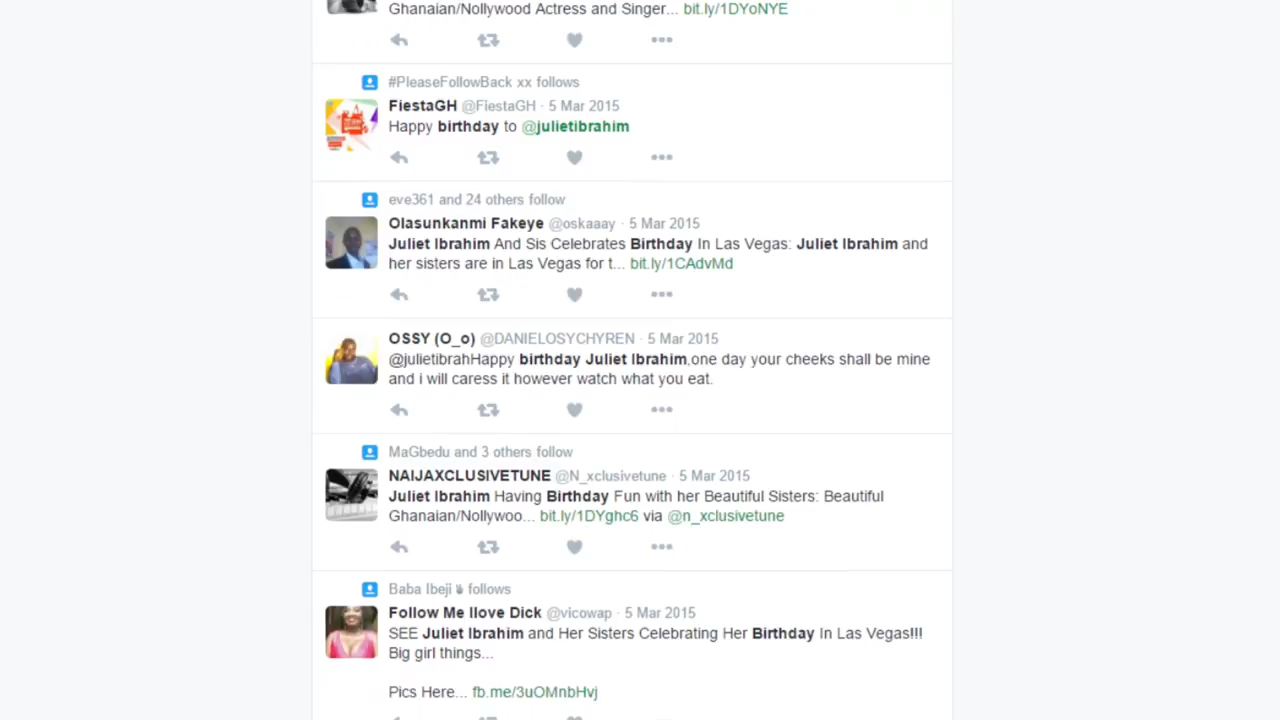 Ghanaian/Nollywood Actress and Singer... bit.ly/1DYoNYE
#PleaseFollowBack xx follows
FiestaGH @FiestaGH · 5 Mar 2015
Happy birthday to @julietibrahim
eve361 and 24 others follow
Olasunkanmi Fakeye @oskaaay · 5 Mar 2015
Juliet Ibrahim And Sis Celebrates Birthday In Las Vegas: Juliet Ibrahim and
her sisters are in Las Vegas for t... bit.ly/1CAdvMd
OSSY (O_o) @DANIELOSYCHYREN · 5 Mar 2015
@julietibrahHappy birthday Juliet Ibrahim,one day your cheeks shall be mine
and i will caress it however watch what you eat.
MaGbedu and 3 others follow
NAIJAXCLUSIVETUNE @N_xclusivetune · 5 Mar 2015
Juliet Ibrahim Having Birthday Fun with her Beautiful Sisters: Beautiful
Ghanaian/Nollywoo... bit.ly/1DYghc6 via @n_xclusivetune
Baba Ibeji follows
Follow Me Ilove Dick @vicowap · 5 Mar 2015
SEE Juliet Ibrahim and Her Sisters Celebrating Her Birthday In Las Vegas!!!
Big girl things...
Pics Here... fb.me/3uOMnbHvj